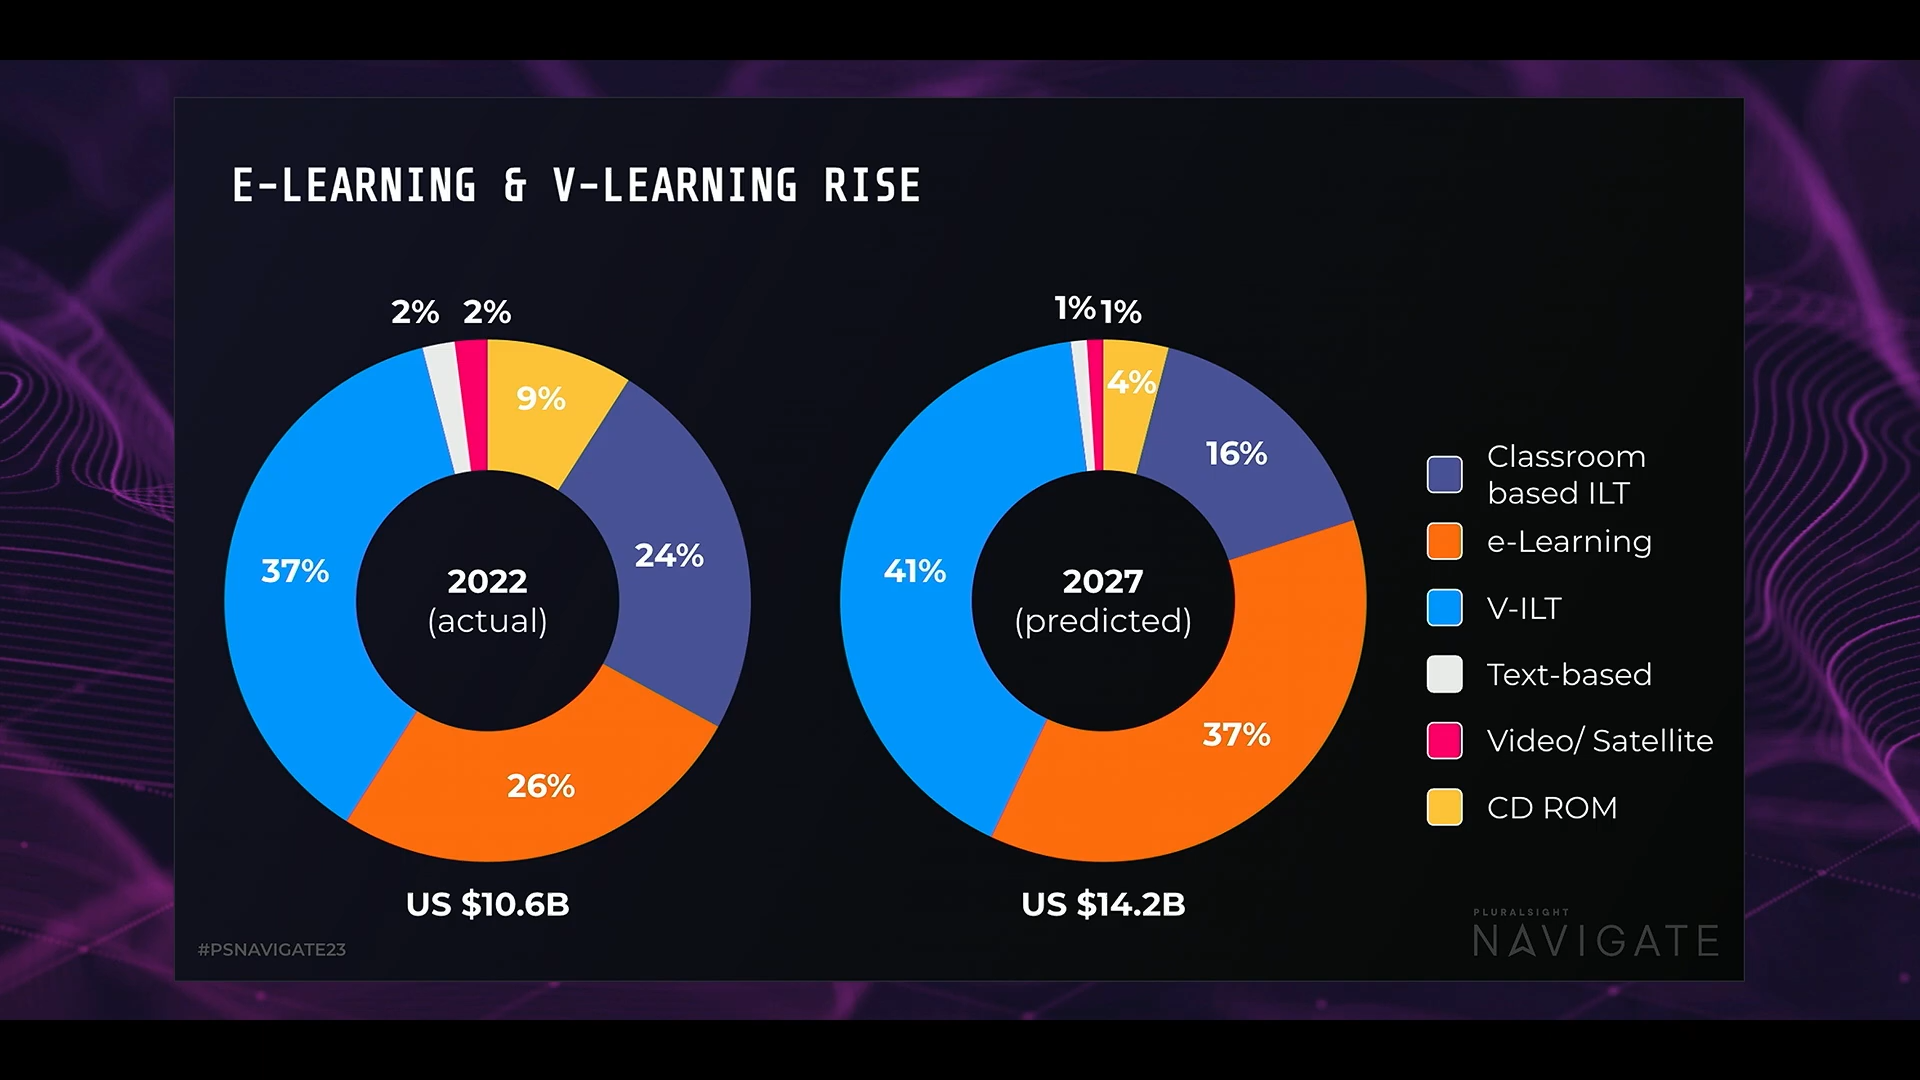 E-LEARNING & V-LEARNING RISE
2% 2%
9%
24%
37%
26%
2022
(actual)
US $10.6B
1% 1%
4%
16%
41%
37%
2027
(predicted)
US $14.2B
Classroom
based ILT
e-Learning
V-ILT
Text-based
Video/ Satellite
CD ROM
#PSNAVIGATE23
PLURALSIGHT
NAVIGATE